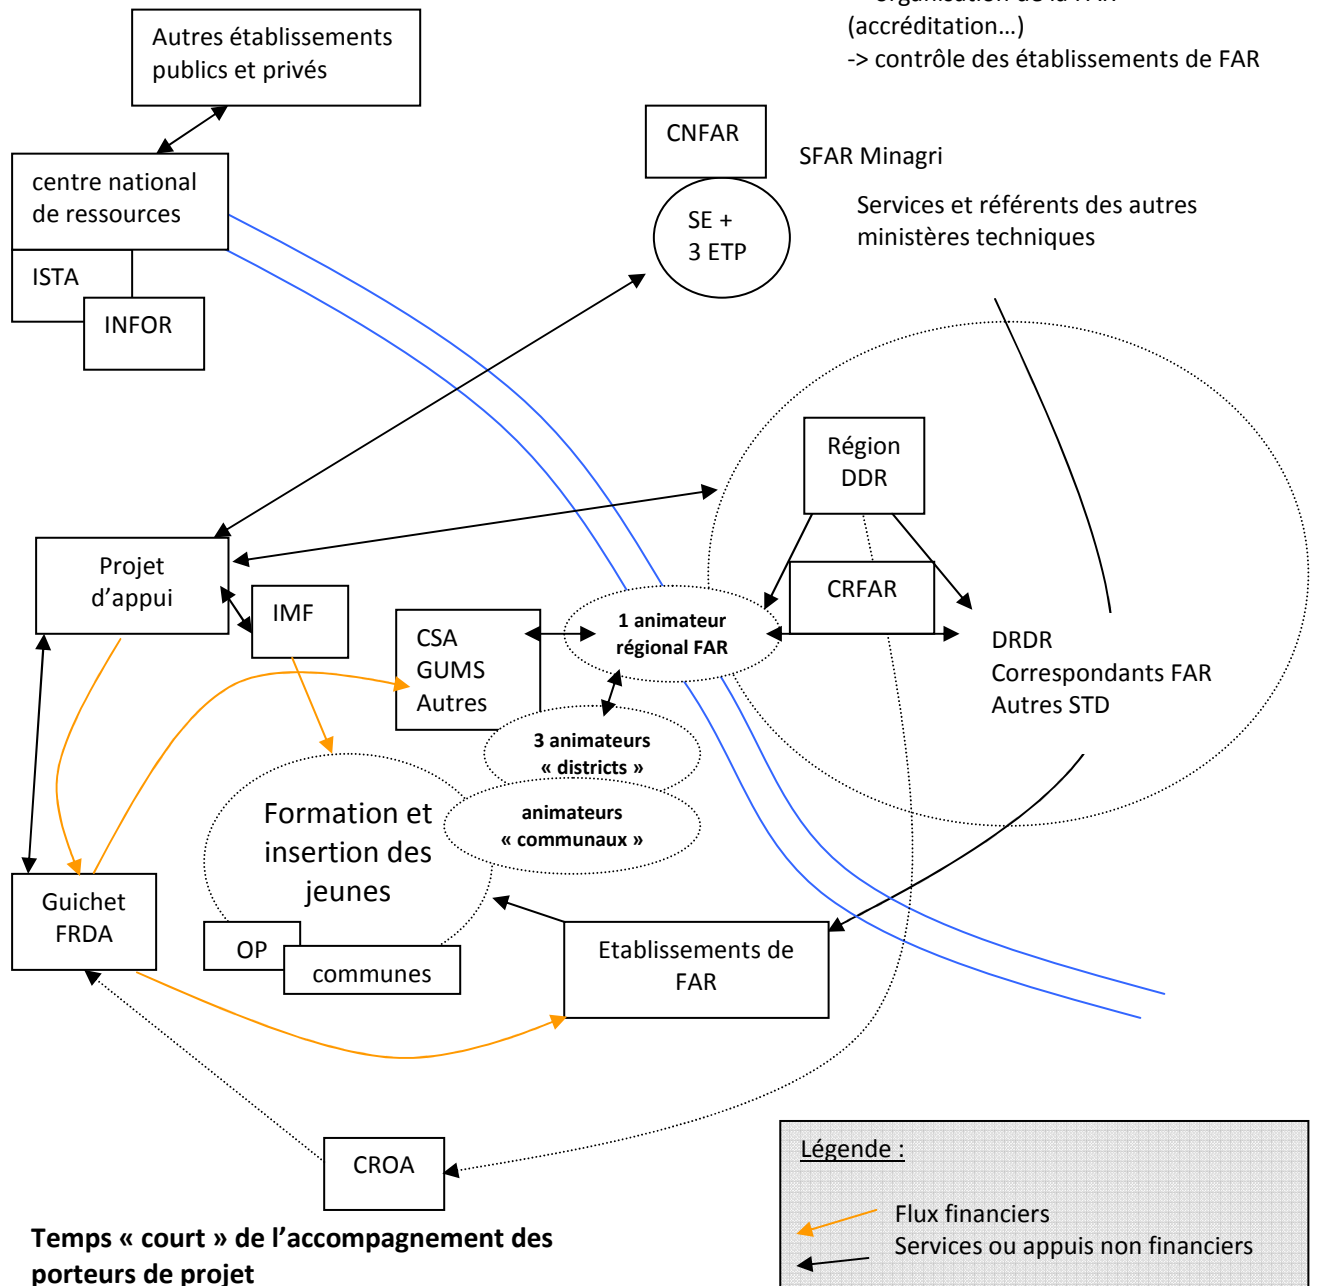 (accréditation...)
-> contrôle des établissements de FAR
Autres établissements
publics et privés
CNFAR
SFAR Minagri
centre national
de ressources
SE +
3 ETP
Services et référents des autres
ministères techniques
ISTA
INFOR
Région
DDR
Projet
d'appui
IMF
CRFAR
CSA
GUMS
Autres
1 animateur
régional FAR
DRDR
Correspondants FAR
Autres STD
3 animateurs
« districts »
animateurs
« communaux »
Formation et
insertion des
jeunes
Guichet
FRDA
OP
communes
Etablissements de
FAR
CROA
Légende :
Flux financiers
Services ou appuis non financiers
Temps « court » de l'accompagnement des
porteurs de projet